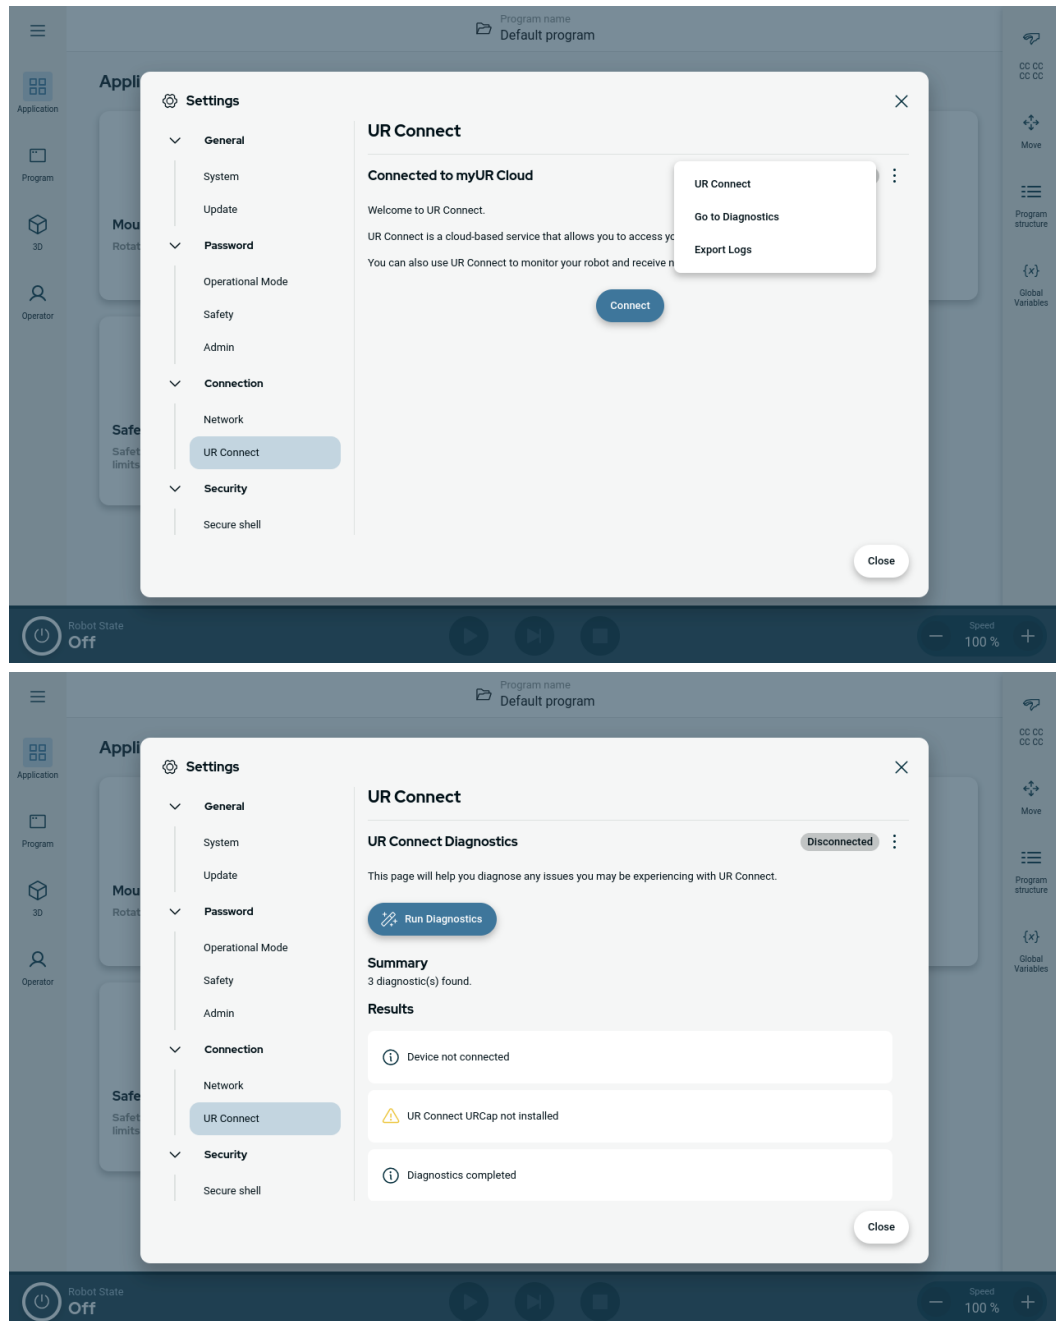 Program name
Default program
Appli
Application
Program
3D
Operator
Mou
Rotat
Safe
Safet
limits
Settings
General
System
Update
Password
Operational Mode
Safety
Admin
Connection
Network
UR Connect
Security
Secure shell
UR Connect
Connected to myUR Cloud
Welcome to UR Connect.
UR Connect is a cloud-based service that allows you to access yo
You can also use UR Connect to monitor your robot and receive n
Connect
UR Connect
Go to Diagnostics
Export Logs
Close
CC CC
CC CC
Move
Program
structure
{x}
Global
Variables
Robot State
Off
Speed
100 %
Program name
Default program
Appli
Application
Program
3D
Operator
Mou
Rotat
Safe
Safet
limits
Settings
General
System
Update
Password
Operational Mode
Safety
Admin
Connection
Network
UR Connect
Security
Secure shell
UR Connect
UR Connect Diagnostics
Disconnected
This page will help you diagnose any issues you may be experiencing with UR Connect.
Run Diagnostics
Summary
3 diagnostic(s) found.
Results
Device not connected
UR Connect URCap not installed
Diagnostics completed
Close
CC CC
CC CC
Move
Program
structure
{x}
Global
Variables
Robot State
Off
Speed
100 %